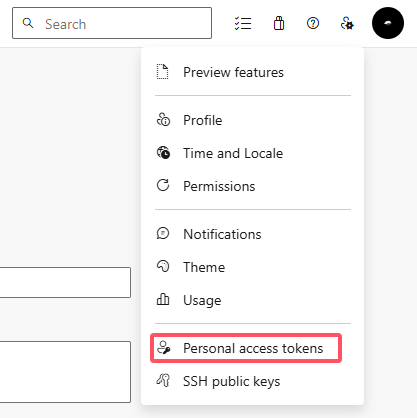 Search
Preview features
Profile
Time and Locale
Permissions
Notifications
Theme
Usage
Personal access tokens
SSH public keys